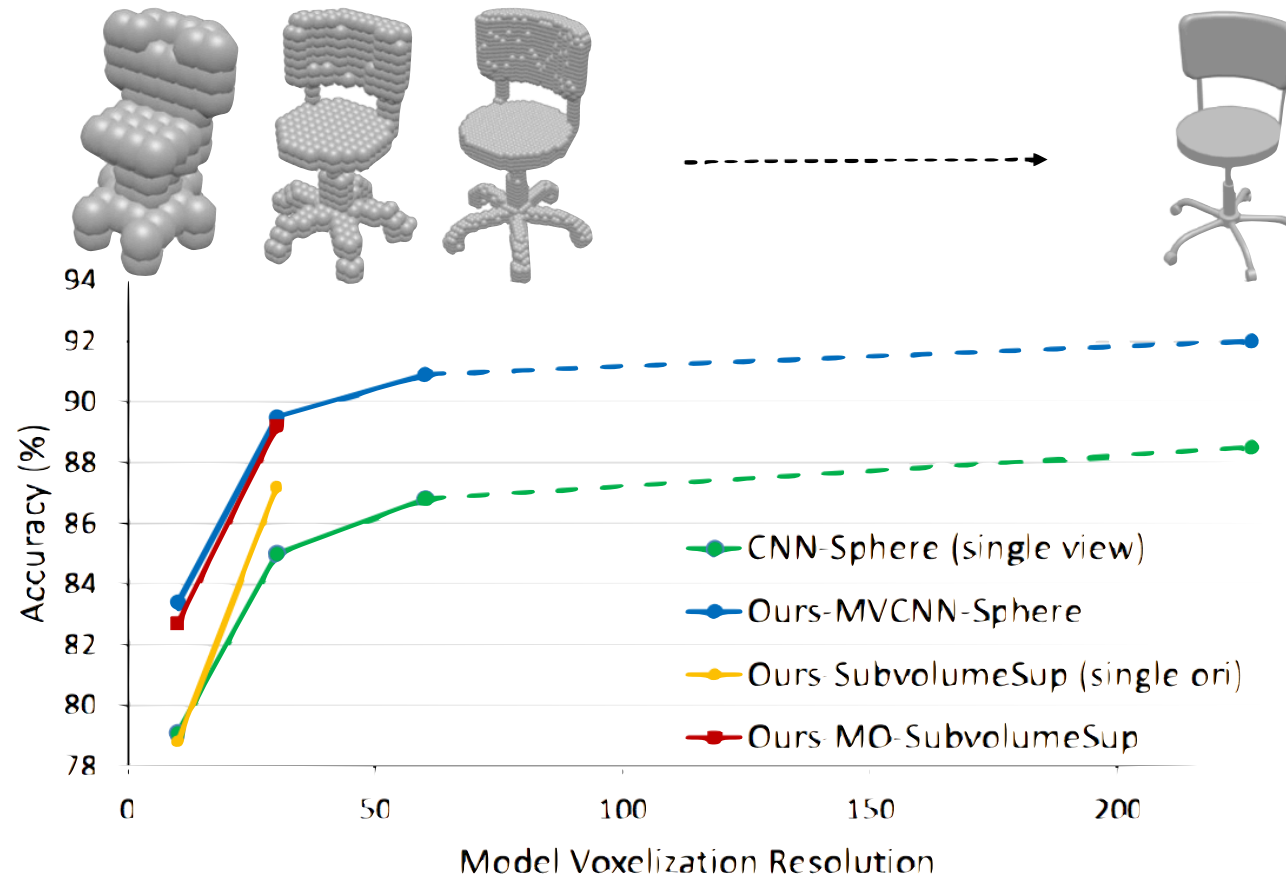 94
92
90
88
86
84
82
80
78
Accuracy (%)
CNN-Sphere (single view)
Ours-MVCNN-Sphere
Ours-SubvolumeSup (single ori)
Ours-MO-SubvolumeSup
0
50
100
150
200
Model Voxelization Resolution